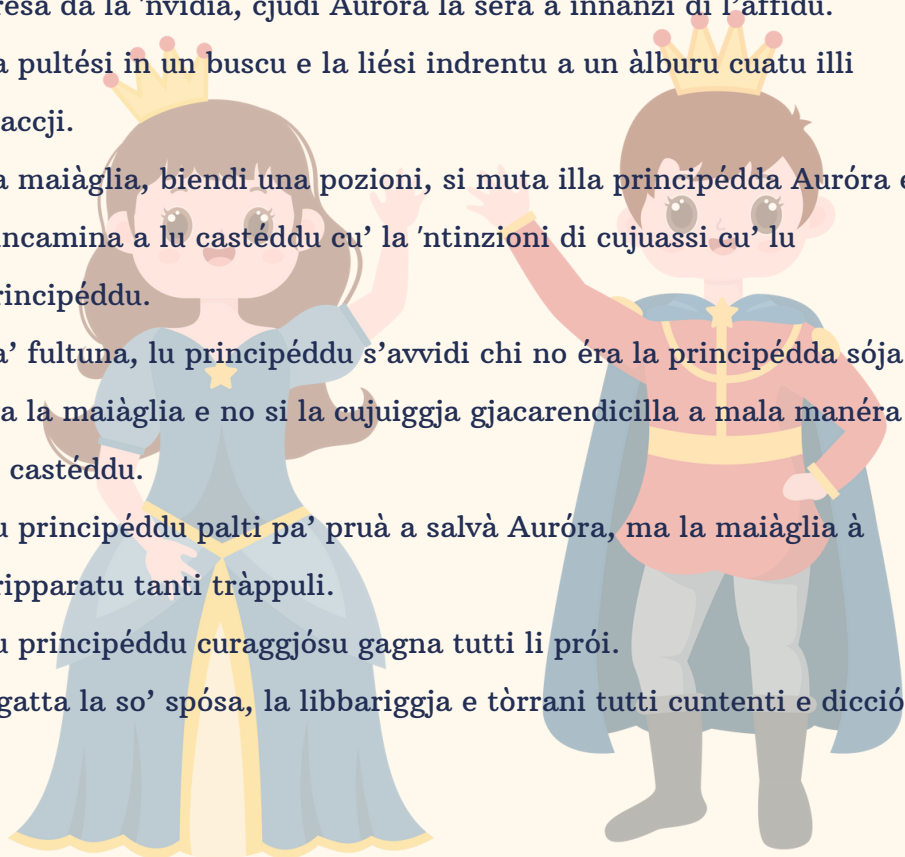 resa da la 'nvidia, cjudi Auróra la sera a innanzi di l’affidu.
a pultési in un buscu e la liési indrentu a un àlburu cuatu illi
accji.
a maiàglia, biendi una pozioni, si muta illa principédda Auróra e
incamina a lu castéddu cu’ la 'ntinzioni di cujuassi cu’ lu
rincipéddu.
a’ fultuna, lu principéddu s’avvidi chi no éra la principédda sója
a la maiàglia e no si la cujuiggja gjacarendicilla a mala manéra
castéddu.
u principéddu palti pa’ pruà a salvà Auróra, ma la maiàglia à
ripparatu tanti tràppuli.
u principéddu curaggjósu gagna tutti li prói.
gatta la so’ spósa, la libbariggja e tòrrani tutti cuntenti e dicció